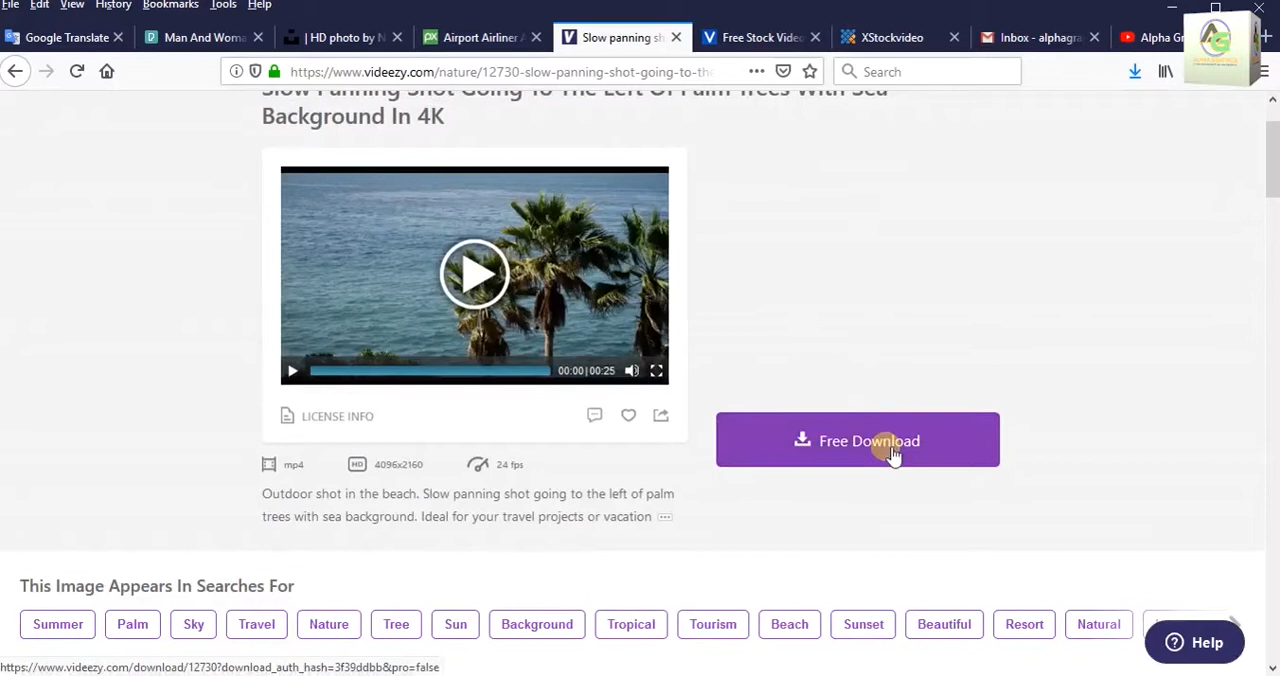 File Edit View History Bookmarks Tools Help
Google Translate Man And Woma | HD photo by N Airport Airliner A Slow panning sh Free Stock Video XStockvideo Inbox - alphagra Alpha Gr
https://www.videezy.com/nature/12730-slow-panning-shot-going-to-th Search
Slow Panning Shot Going To The Left Of Palm Trees With Sea
Background In 4K
00:00|00:25
LICENSE INFO
Free Download
mp4 HD 4096x2160 24 fps
Outdoor shot in the beach. Slow panning shot going to the left of palm
trees with sea background. Ideal for your travel projects or vacation
This Image Appears In Searches For
Summer Palm Sky Travel Nature Tree Sun Background Tropical Tourism Beach Sunset Beautiful Resort Natural
Help
https://www.videezy.com/download/12730?download_auth_hash=3f39ddbb&pro=false